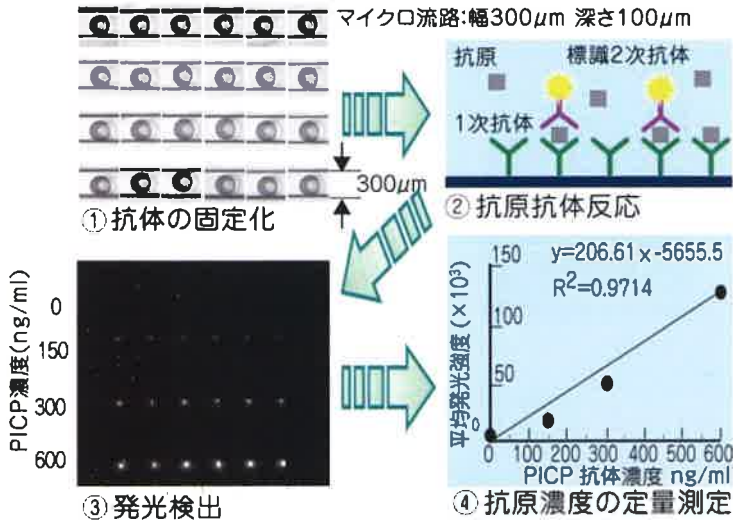 マイクロ流路:幅300μm 深さ100μm
300μm
①抗体の固定化
抗原
標識2次抗体
1次抗体
②抗原抗体反応
PICP濃度(ng/ml)
0
150
300
600
③発光検出
平均発光強度(×10³)
150
100
50
0
y=206.61x-5655.5
R²=0.9714
0 100 200 300 400 500 600
PICP 抗体濃度 ng/ml
④抗原濃度の定量測定